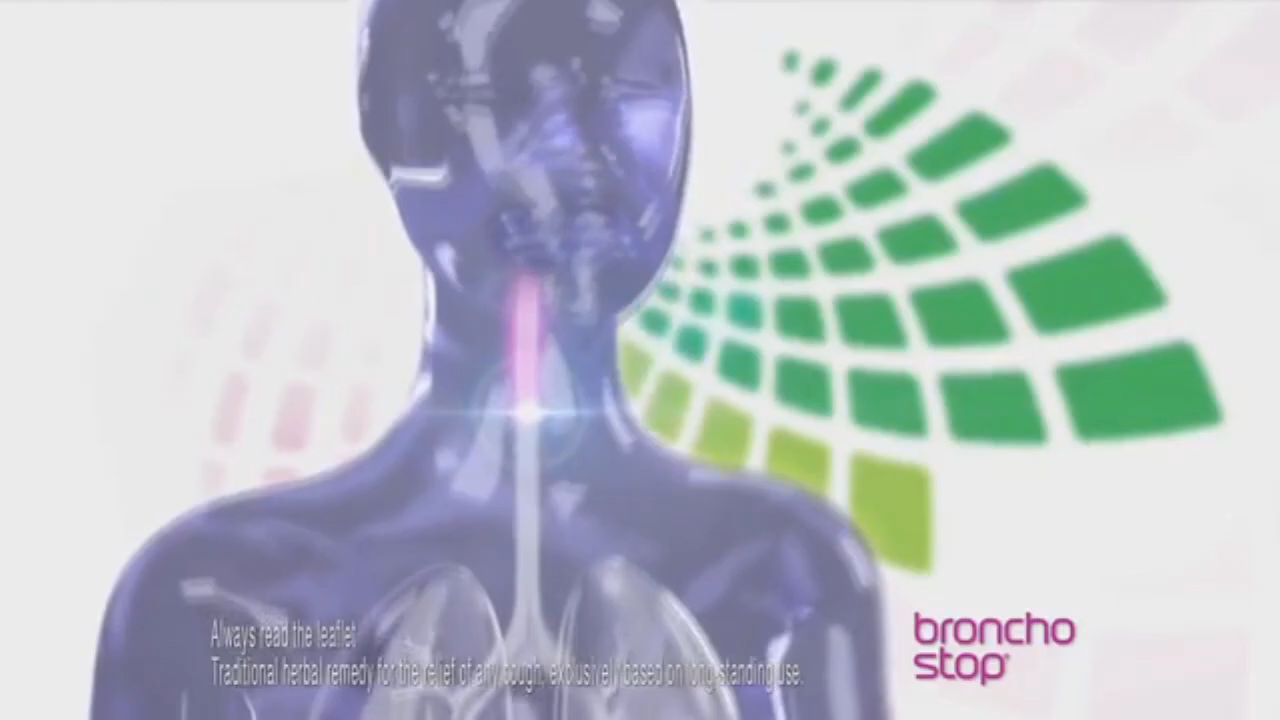 Always read the leaflet
Traditional herbal remedy for the relief of any cough, exclusively based on long-standing use.
broncho
stop®